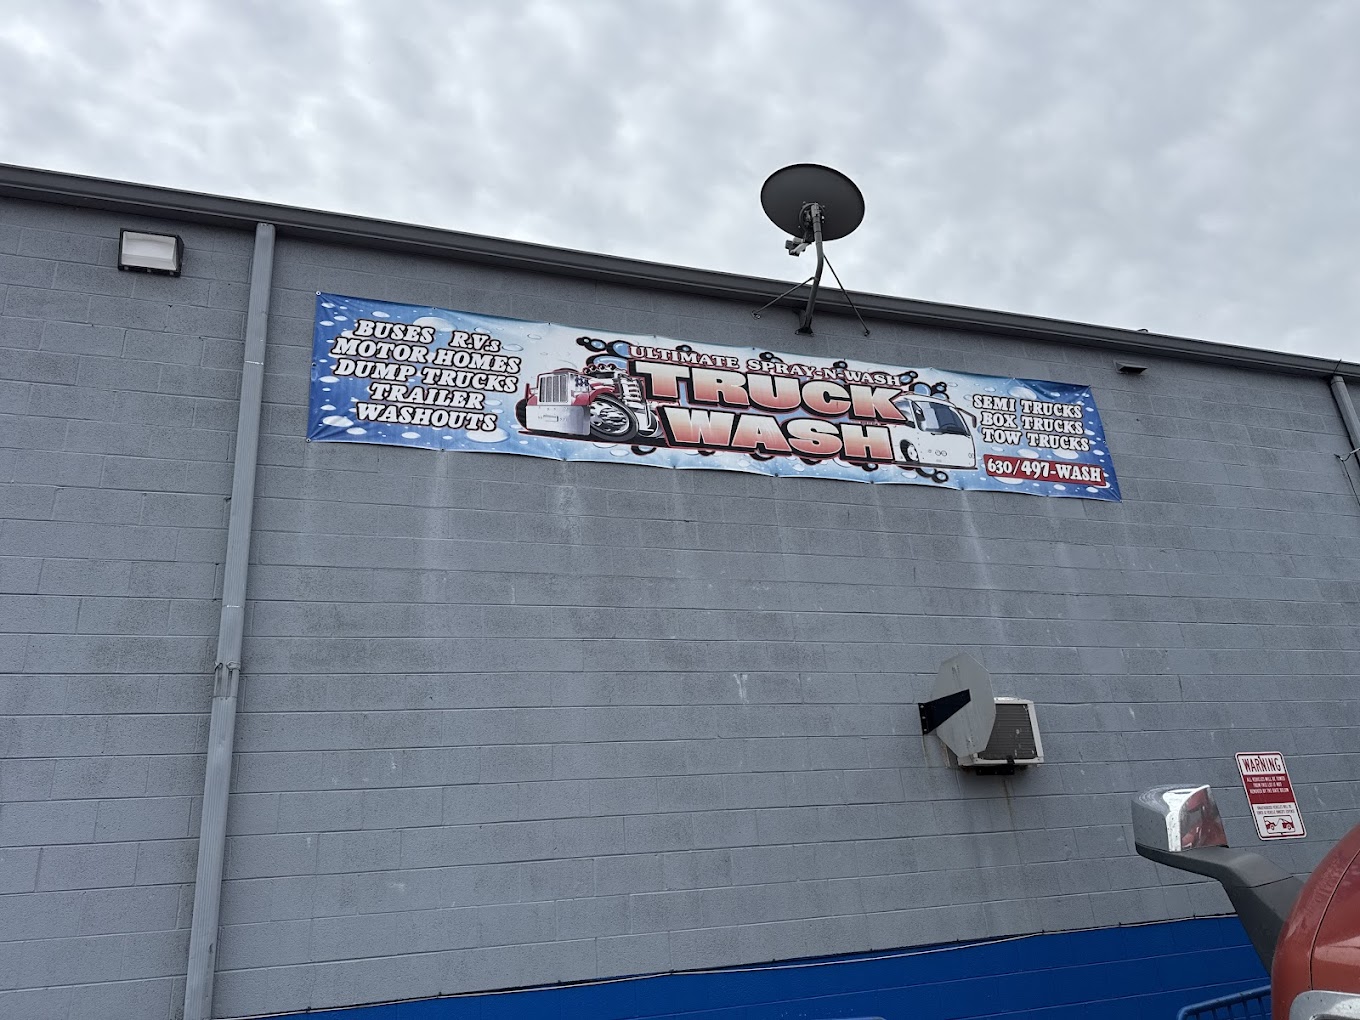 BUSES R.V.s
MOTOR HOMES
DUMP TRUCKS
TRAILER
WASHOUTS
ULTIMATE SPRAY-N-WASH
TRUCK
WASH
SEMI TRUCKS
BOX TRUCKS
TOW TRUCKS
630/497-WASH
WARNING